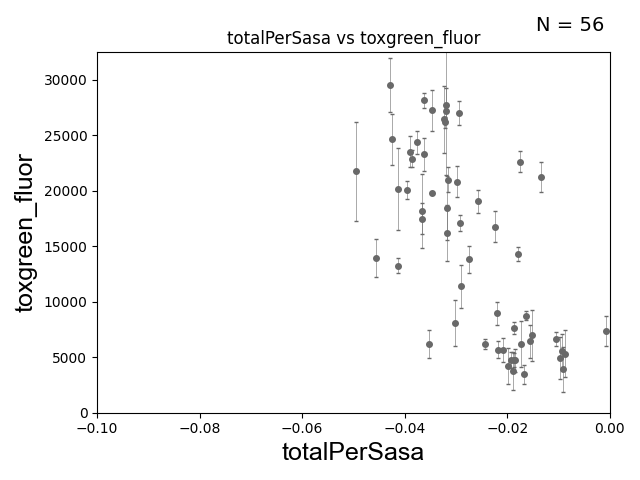 N = 56
totalPerSasa vs toxgreen_fluor
30000
25000
20000
15000
10000
5000
0
toxgreen_fluor
−0.10 −0.08 −0.06 −0.04 −0.02 0.00
totalPerSasa